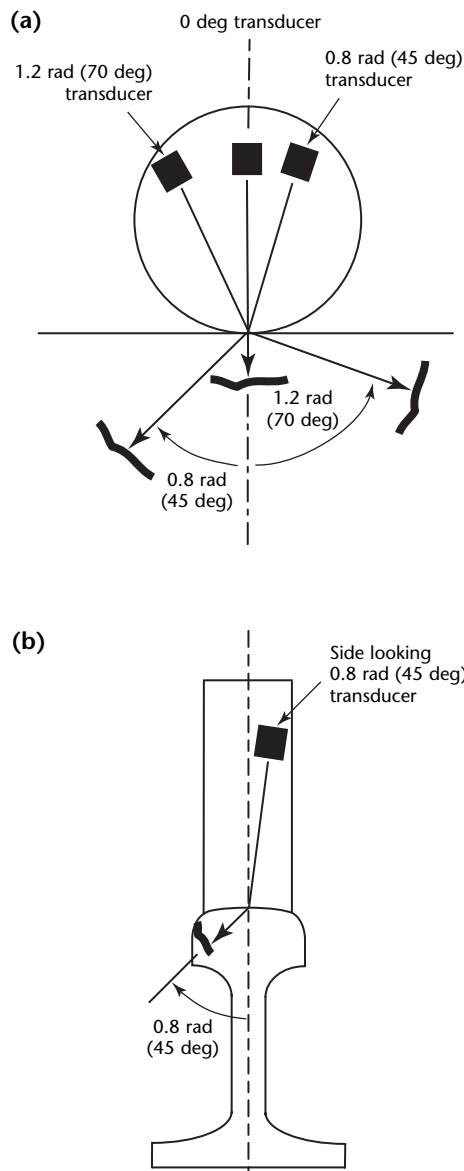 (a)
0 deg transducer
1.2 rad (70 deg)
transducer
0.8 rad (45 deg)
transducer
1.2 rad
(70 deg)
0.8 rad
(45 deg)
(b)
Side looking
0.8 rad (45 deg)
transducer
0.8 rad
(45 deg)